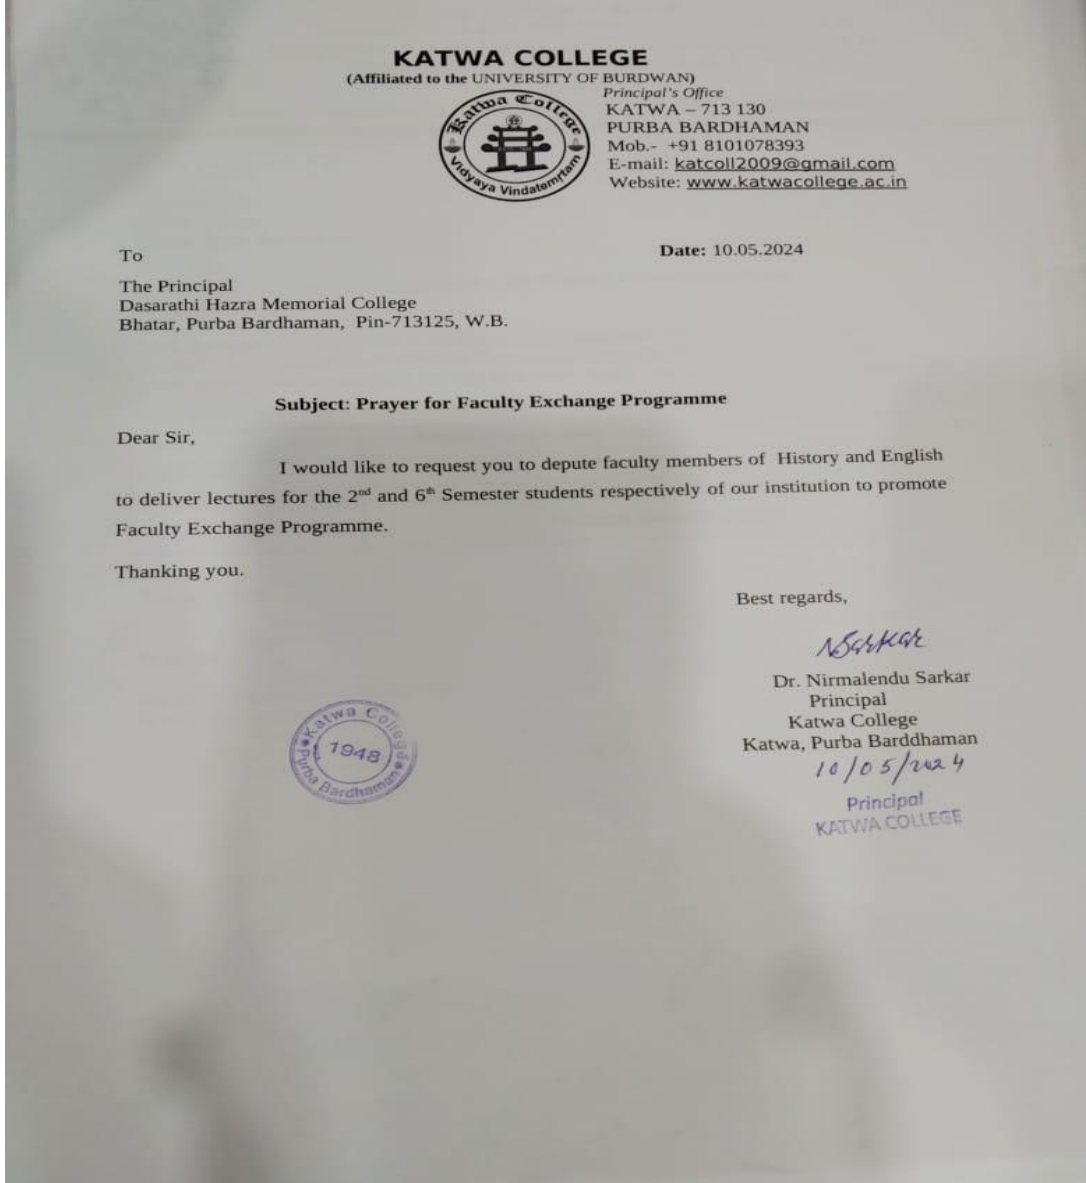 KATWA COLLEGE
(Affiliated to the UNIVERSITY OF BURDWAN)
Principal's Office
KATWA – 713 130
PURBA BARDHAMAN
Mob.- +91 8101078393
E-mail: katcoll2009@gmail.com
Website: www.katwacollege.ac.in
Katwa College
Vidyaya Vindatemrtam
To
Date: 10.05.2024
The Principal
Dasarathi Hazra Memorial College
Bhatar, Purba Bardhaman, Pin-713125, W.B.
Subject: Prayer for Faculty Exchange Programme
Dear Sir,
I would like to request you to depute faculty members of History and English
to deliver lectures for the 2nd and 6th Semester students respectively of our institution to promote
Faculty Exchange Programme.
Thanking you.
Best regards,
NSarkar
Dr. Nirmalendu Sarkar
Principal
Katwa College
Katwa, Purba Barddhaman
10/05/2024
Principal
KATWA COLLEGE
Katwa College
1948
Purba Bardhaman